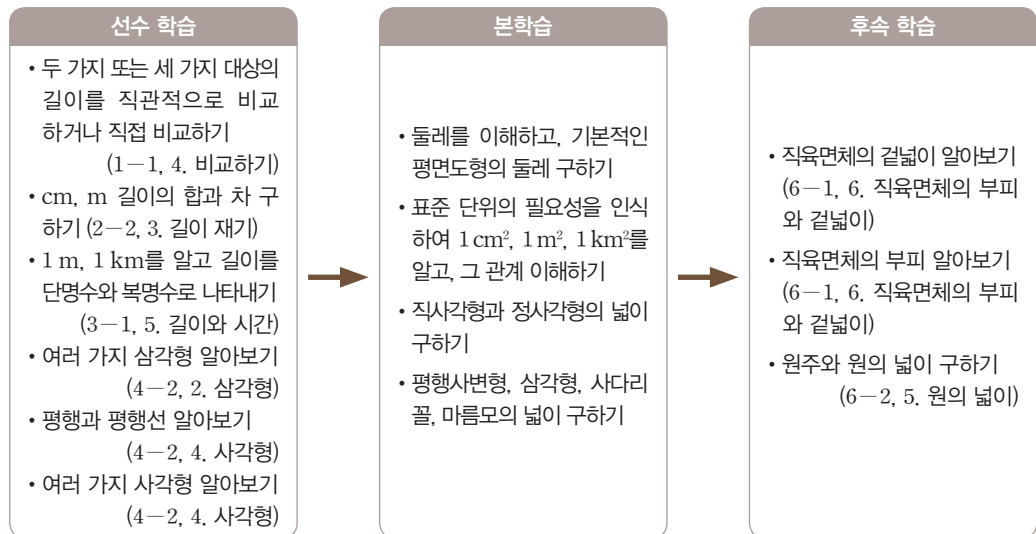 선수 학습
• 두 가지 또는 세 가지 대상의
길이를 직관적으로 비교
하거나 직접 비교하기
(1-1, 4. 비교하기)
• cm, m 길이의 합과 차 구
하기 (2-2, 3. 길이 재기)
• 1 m, 1 km를 알고 길이를
단명수와 복명수로 나타내기
(3-1, 5. 길이와 시간)
• 여러 가지 삼각형 알아보기
(4-2, 2. 삼각형)
• 평행과 평행선 알아보기
(4-2, 4. 사각형)
• 여러 가지 사각형 알아보기
(4-2, 4. 사각형)
본학습
• 둘레를 이해하고, 기본적인
평면도형의 둘레 구하기
• 표준 단위의 필요성을 인식
하여 1 cm², 1 m², 1 km²를
알고, 그 관계 이해하기
• 직사각형과 정사각형의 넓이
구하기
• 평행사변형, 삼각형, 사다리
꼴, 마름모의 넓이 구하기
후속 학습
• 직육면체의 겉넓이 알아보기
(6-1, 6. 직육면체의 부피
와 겉넓이)
• 직육면체의 부피 알아보기
(6-1, 6. 직육면체의 부피
와 겉넓이)
• 원주와 원의 넓이 구하기
(6-2, 5. 원의 넓이)